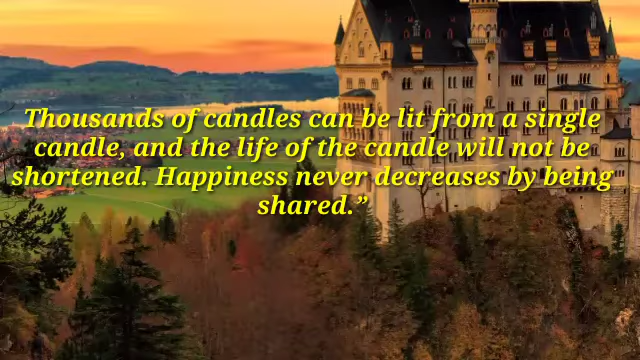 Thousands of candles can be lit from a single
candle, and the life of the candle will not be
shortened. Happiness never decreases by being
shared.”